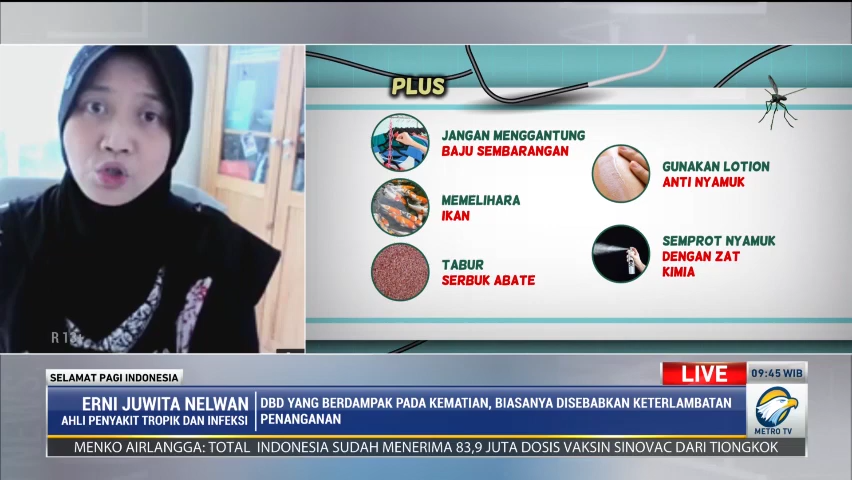 PLUS
JANGAN MENGGANTUNG
BAJU SEMBARANGAN
MEMELIHARA
IKAN
TABUR
SERBUK ABATE
GUNAKAN LOTION
ANTI NYAMUK
SEMPROT NYAMUK
DENGAN ZAT
KIMIA
LIVE
09:45 WIB
SELAMAT PAGI INDONESIA
ERNI JUWITA NELWAN
AHLI PENYAKIT TROPIK DAN INFEKSI
DBD YANG BERDAMPAK PADA KEMATIAN, BIASANYA DISEBABKAN KETERLAMBATAN
PENANGANAN
METRO TV
MENKO AIRLANGGA: TOTAL INDONESIA SUDAH MENERIMA 83,9 JUTA DOSIS VAKSIN SINOVAC DARI TIONGKOK